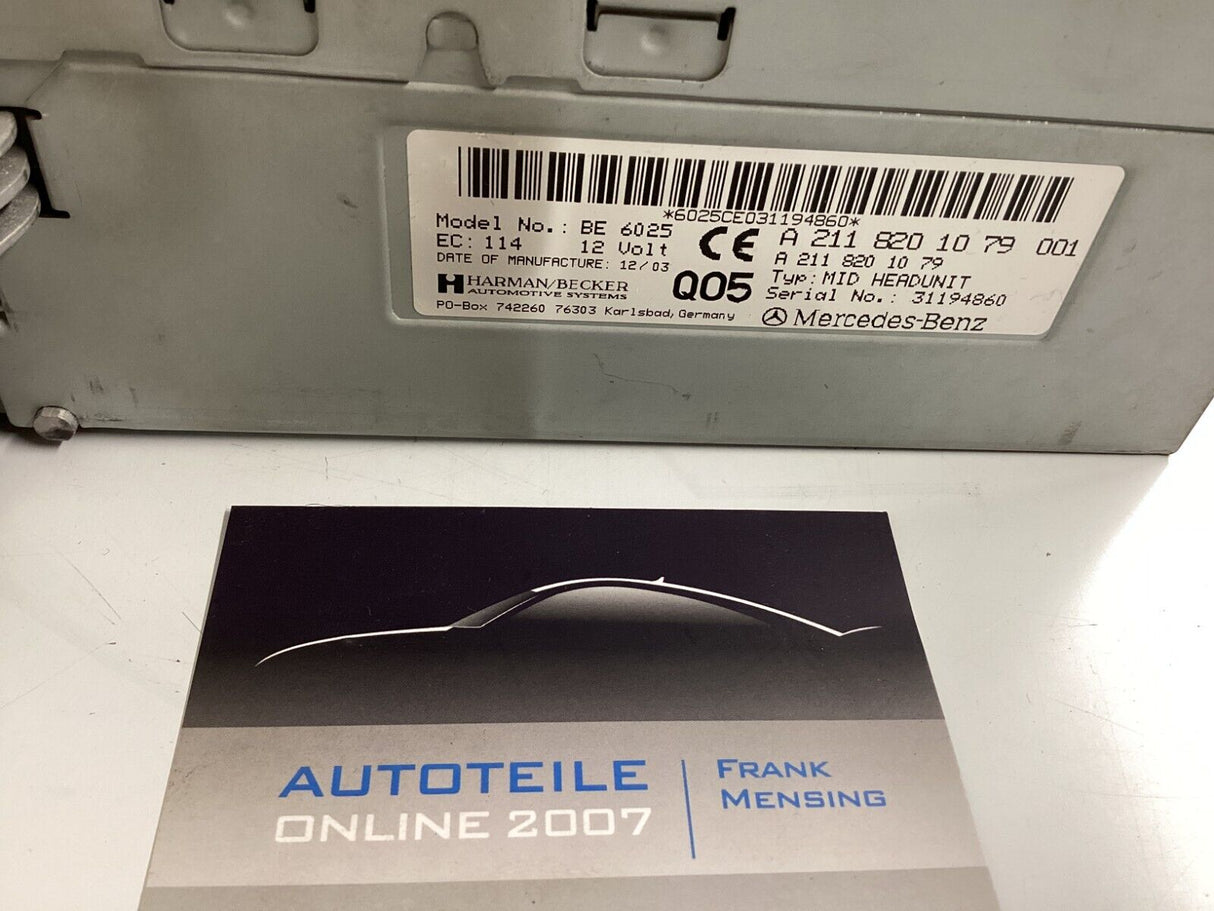 *6025CE031194860*
Model No.: BE 6025
EC: 114 12 Volt
DATE OF MANUFACTURE: 12/03
HARMAN/BECKER
AUTOMOTIVE SYSTEMS
PO-Box 742260 76303 Karlsbad, Germany
CE
Q05
A 211 820 10 79 001
A 211 820 10 79
Typ: MID HEADUNIT
Serial No.: 31194860
Mercedes-Benz
AUTOTEILE
ONLINE 2007
FRANK
MENSING